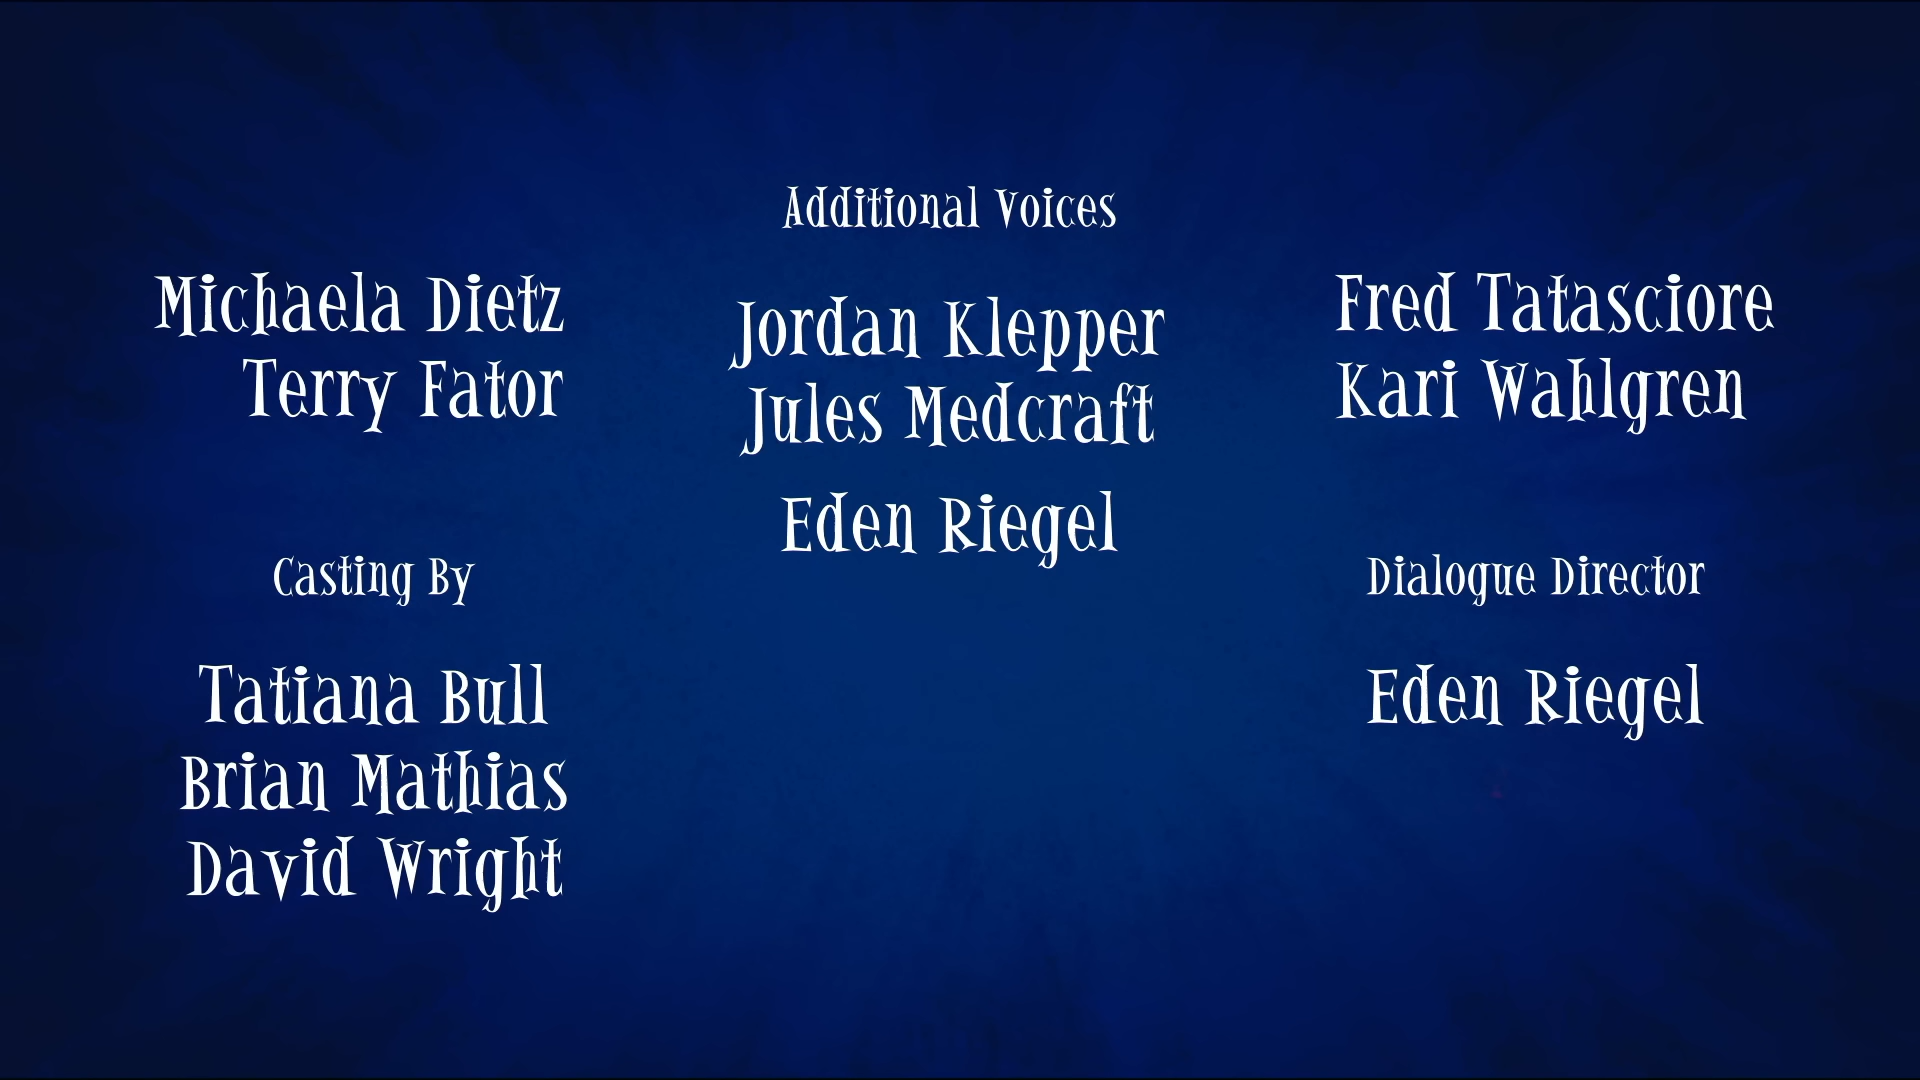 Additional Voices
Michaela Dietz
Terry Fator
Jordan Klepper
Jules Medcraft
Eden Riegel
Fred Tatasciore
Kari Wahlgren
Casting By
Tatiana Bull
Brian Mathias
David Wright
Dialogue Director
Eden Riegel